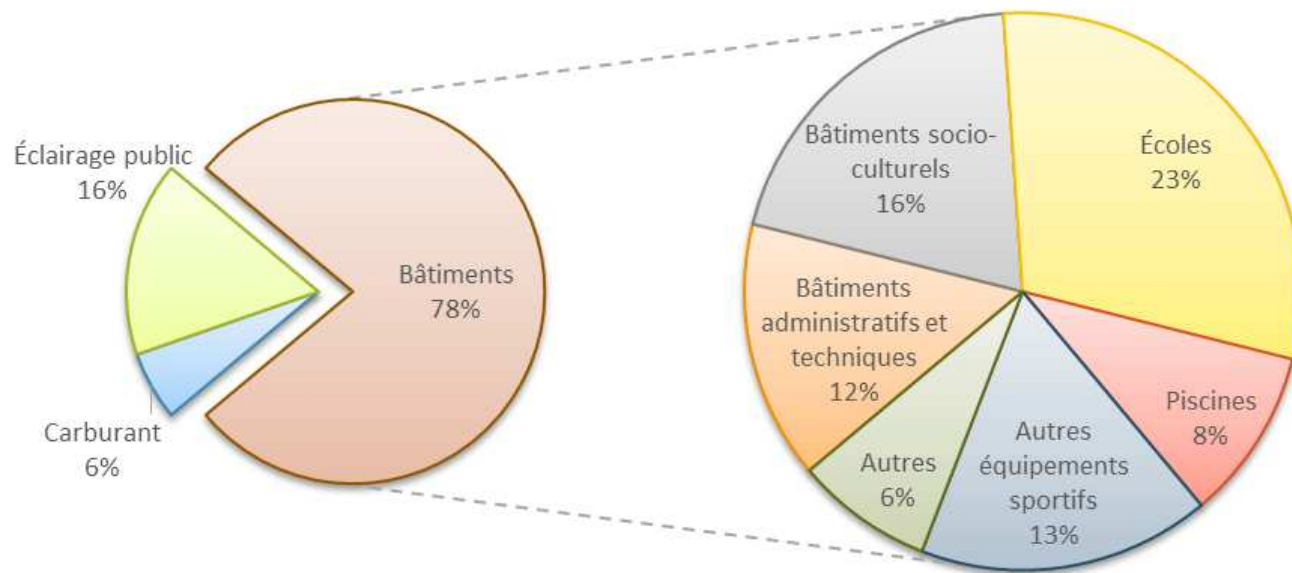 Éclairage public
16%
Bâtiments
78%
Carburant
6%
Bâtiments socio-
culturels
16%
Écoles
23%
Bâtiments
administratifs et
techniques
12%
Piscines
8%
Autres
6%
Autres
équipements
sportifs
13%